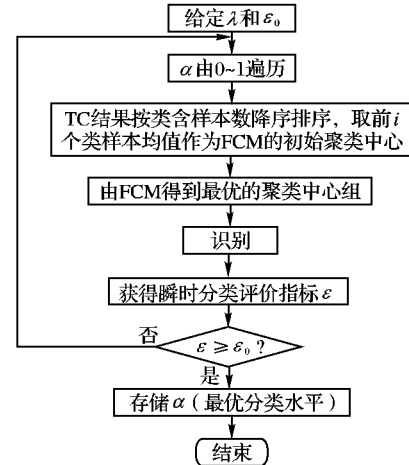 给定λ和ε₀
α由0~1遍历
TC结果按类含样本数降序排序，取前i
个类样本均值作为FCM的初始聚类中心
由FCM得到最优的聚类中心组
识别
获得瞬时分类评价指标ε
否
ε≥ε₀?
是
存储α(最优分类水平)
结束